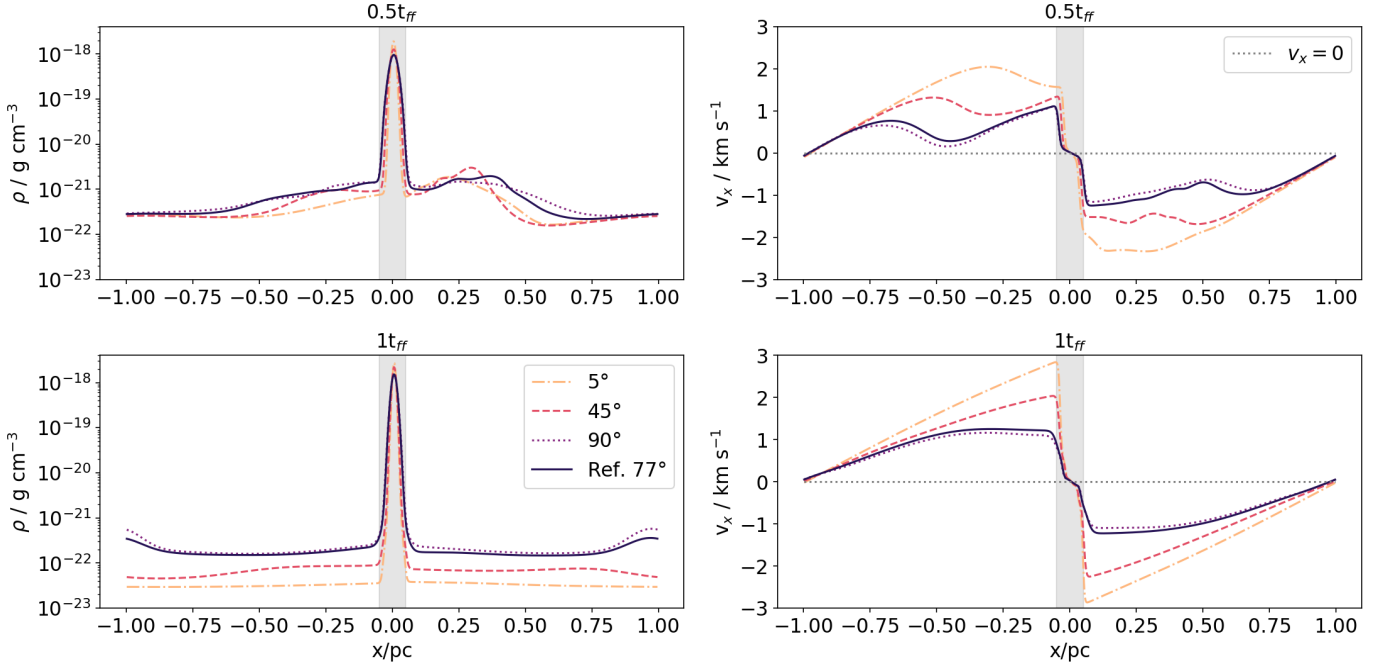 0.5t_ff
ρ / g cm⁻³
10⁻¹⁸
10⁻¹⁹
10⁻²⁰
10⁻²¹
10⁻²²
10⁻²³
−1.00 −0.75 −0.50 −0.25 0.00 0.25 0.50 0.75 1.00
0.5t_ff
v_x / km s⁻¹
3
2
1
0
−1
−2
−3
v_x = 0
−1.00 −0.75 −0.50 −0.25 0.00 0.25 0.50 0.75 1.00
1t_ff
ρ / g cm⁻³
10⁻¹⁸
10⁻¹⁹
10⁻²⁰
10⁻²¹
10⁻²²
10⁻²³
5°
45°
90°
Ref. 77°
−1.00 −0.75 −0.50 −0.25 0.00 0.25 0.50 0.75 1.00
x/pc
1t_ff
v_x / km s⁻¹
3
2
1
0
−1
−2
−3
−1.00 −0.75 −0.50 −0.25 0.00 0.25 0.50 0.75 1.00
x/pc